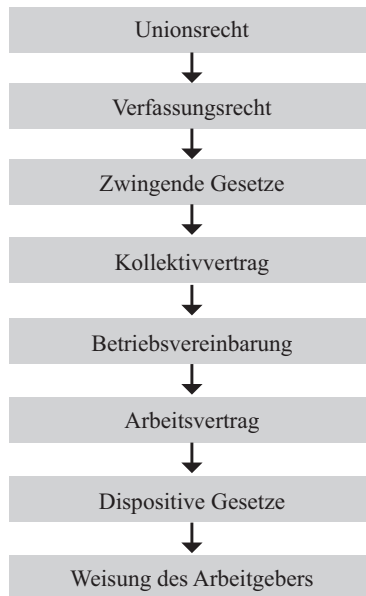 Unionsrecht
Verfassungsrecht
Zwingende Gesetze
Kollektivvertrag
Betriebsvereinbarung
Arbeitsvertrag
Dispositive Gesetze
Weisung des Arbeitgebers